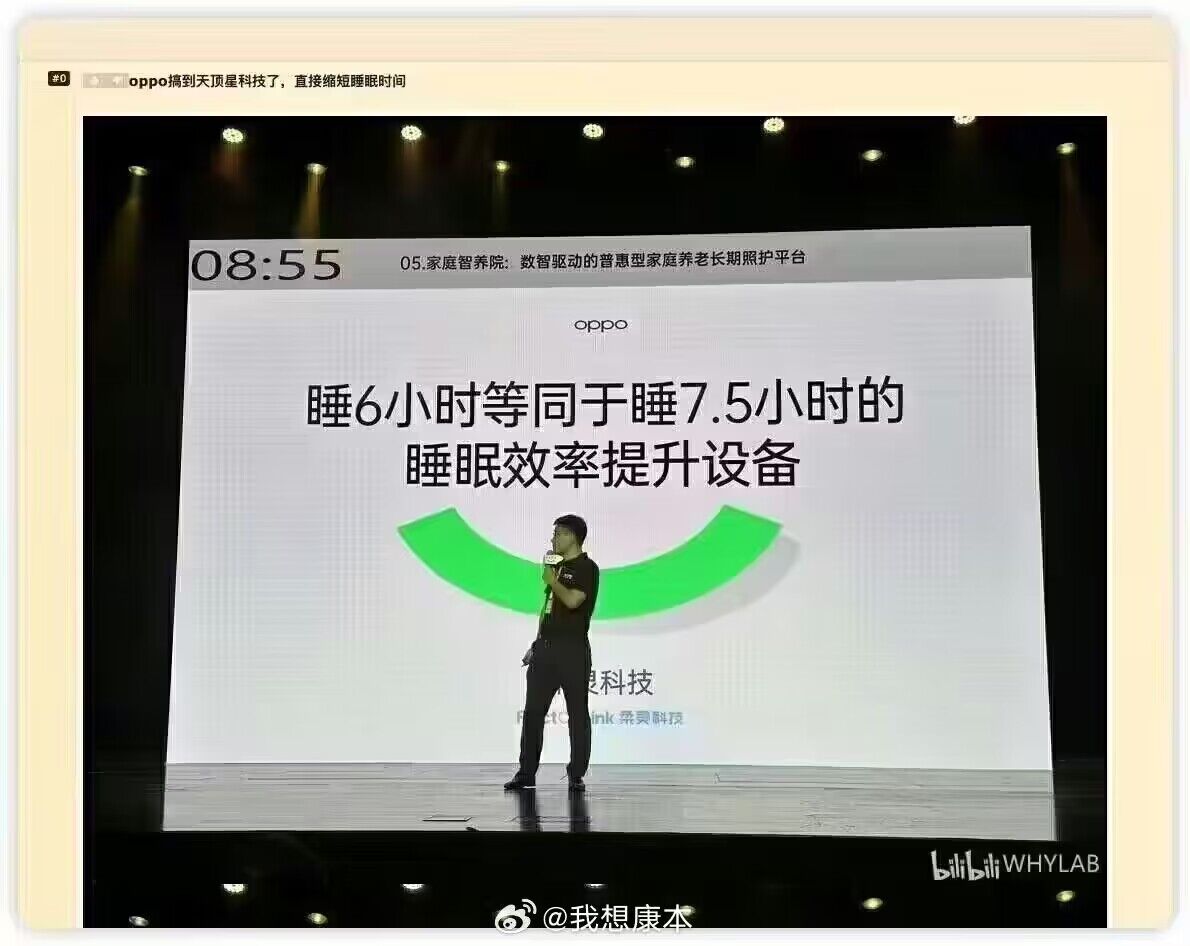 #0
oppo搞到天顶星科技了，直接缩短睡眠时间
08:55
05.家庭智养院：数智驱动的普惠型家庭养老长期照护平台
oppo
睡6小时等同于睡7.5小时的
睡眠效率提升设备
灵科技
柔灵科技
bilibili WHYLAB
@我想康本